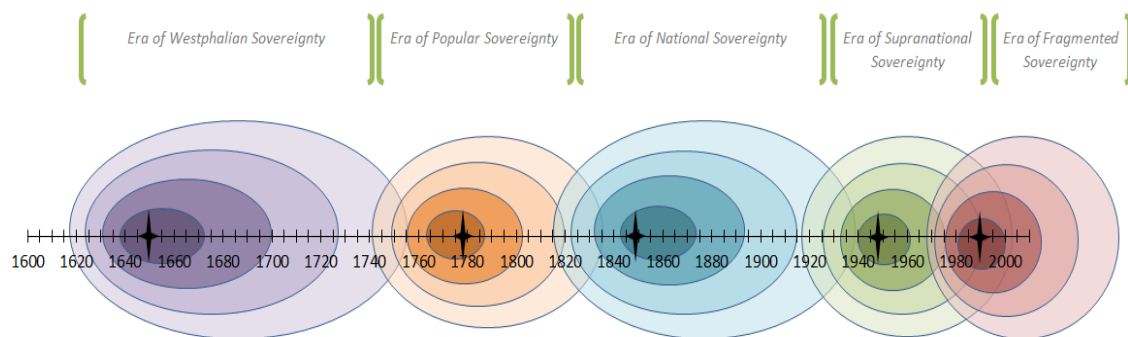 Era of Westphalian Sovereignty
Era of Popular Sovereignty
Era of National Sovereignty
Era of Supranational
Sovereignty
Era of Fragmented
Sovereignty
1600 1620 1640 1660 1680 1700 1720 1740 1760 1780 1800 1820 1840 1860 1880 1900 1920 1940 1960 1980 2000